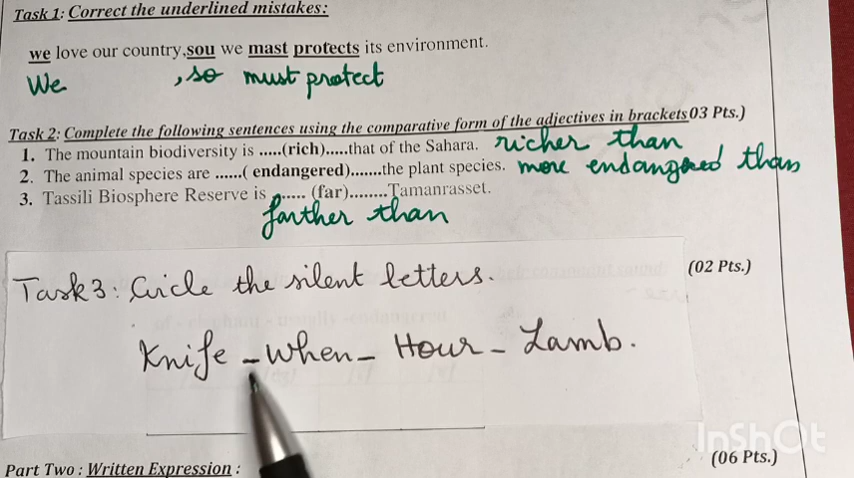 Task 1: Correct the underlined mistakes:
we love our country,sou we mast protects its environment.
We , so must protect
Task 2: Complete the following sentences using the comparative form of the adjectives in brackets 03 Pts.)
1. The mountain biodiversity is .....(rich).....that of the Sahara. richer than
2. The animal species are ......( endangered).......the plant species. more endangered than
3. Tassili Biosphere Reserve is ...... (far)........Tamanrasset.
farther than
Task 3: Circle the silent letters. (02 Pts.)
Knife - When - Hour - Lamb.
InShOt
Part Two : Written Expression : (06 Pts.)